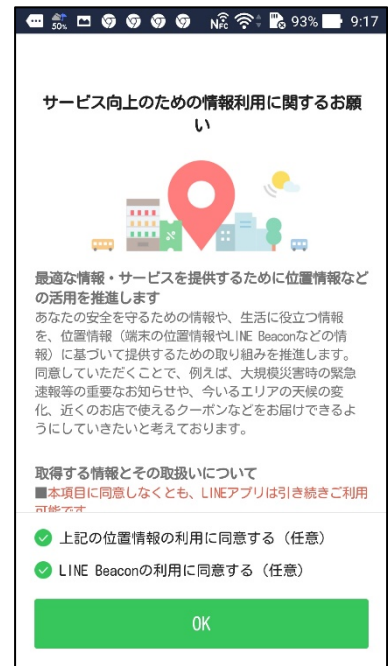 50% NFC 93% 9:17
サービス向上のための情報利用に関するお願
い
最適な情報・サービスを提供するために位置情報など
の活用を推進します
あなたの安全を守るための情報や、生活に役立つ情報
を、位置情報（端末の位置情報やLINE Beaconなどの情
報）に基づいて提供するための取り組みを推進します。
同意していただくことで、例えば、大規模災害時の緊急
速報等の重要なお知らせや、今いるエリアの天候の変
化、近くのお店で使えるクーポンなどをお届けできるよ
うにしていきたいと考えております。
取得する情報とその取扱いについて
■本項目に同意しなくとも、LINEアプリは引き続きご利用
可能です
上記の位置情報の利用に同意する（任意）
LINE Beaconの利用に同意する（任意）
OK